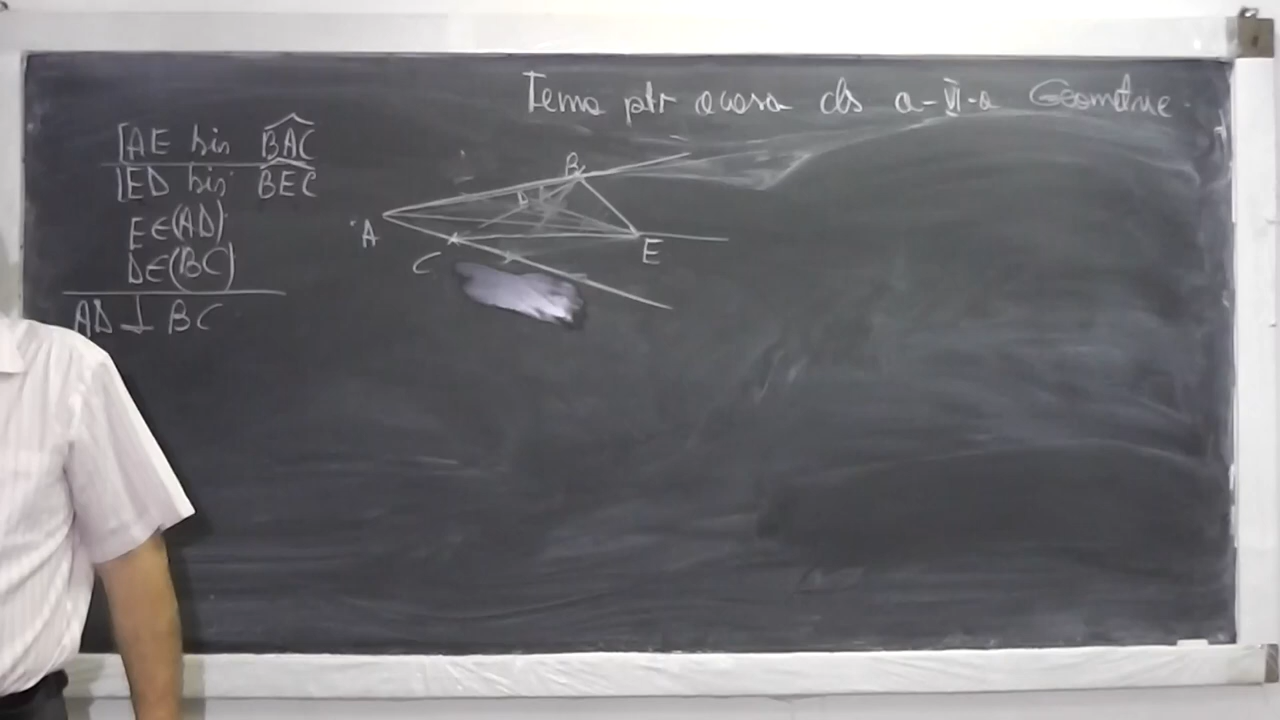 Tema ptr acasa cls a-VI-a Geometrie.
[AE bis BAC
[ED bis BEC
E∈(AD)
D∈(BC)
AD ⊥ BC
A
B
C
D
E